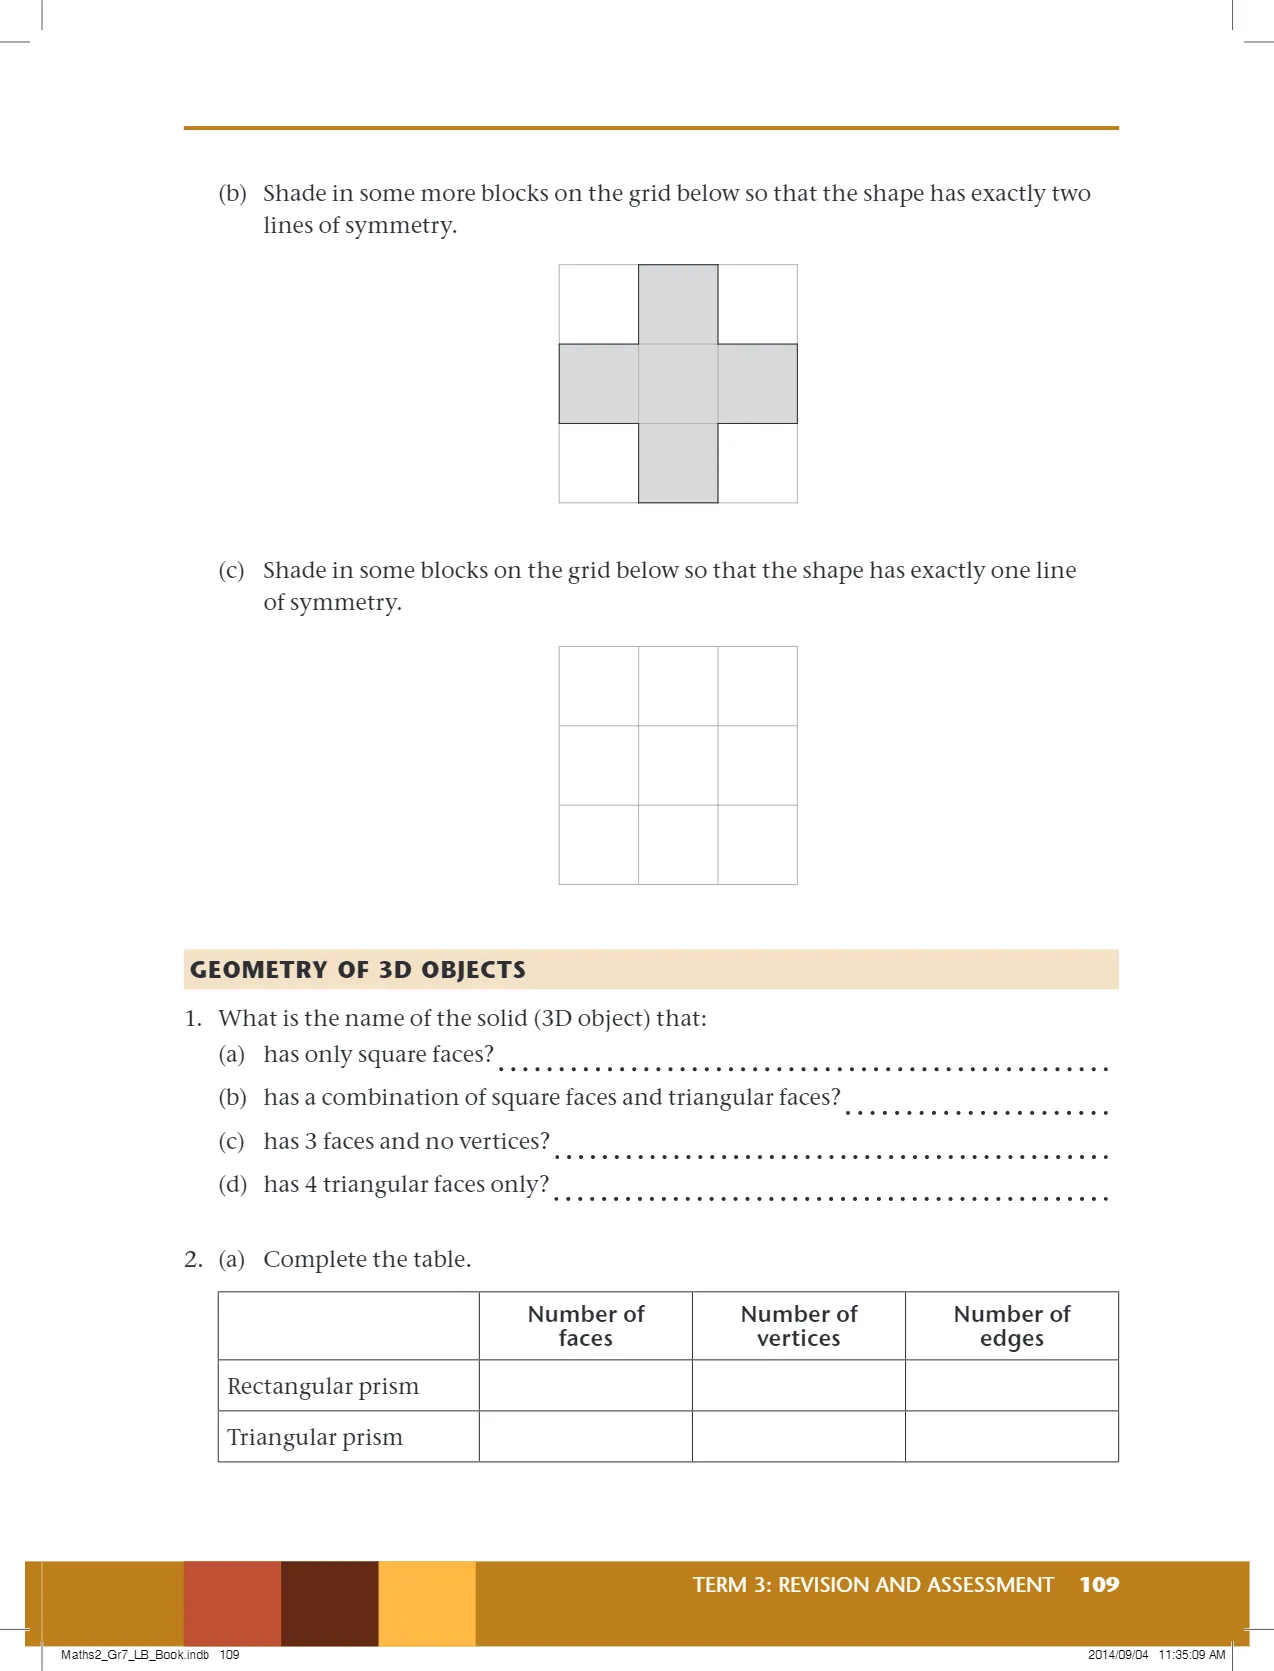 (b) Shade in some more blocks on the grid below so that the shape has exactly two
lines of symmetry.
(c) Shade in some blocks on the grid below so that the shape has exactly one line
of symmetry.
GEOMETRY OF 3D OBJECTS
1. What is the name of the solid (3D object) that:
(a) has only square faces?
(b) has a combination of square faces and triangular faces?
(c) has 3 faces and no vertices?
(d) has 4 triangular faces only?
2. (a) Complete the table.
Number of faces Number of vertices Number of edges
Rectangular prism
Triangular prism
TERM 3: REVISION AND ASSESSMENT 109
Maths2_Gr7_LB_Book.indb 109 2014/09/04 11:35:09 AM